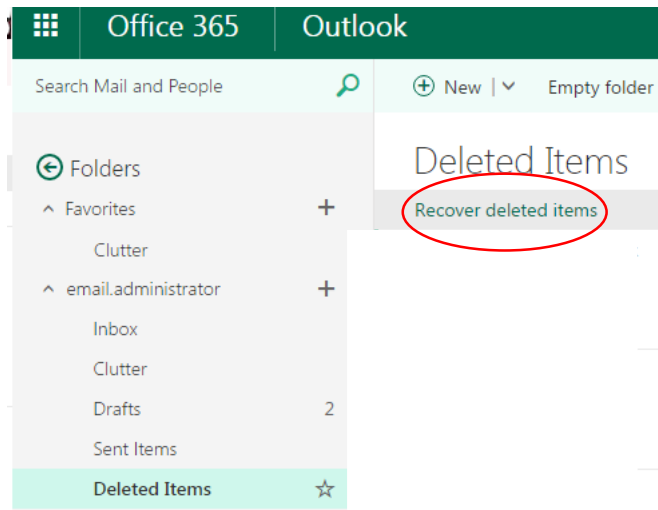 Office 365
Outlook
Search Mail and People
New
Empty folder
Folders
Favorites
Clutter
email.administrator
Inbox
Clutter
Drafts 2
Sent Items
Deleted Items
Deleted Items
Recover deleted items